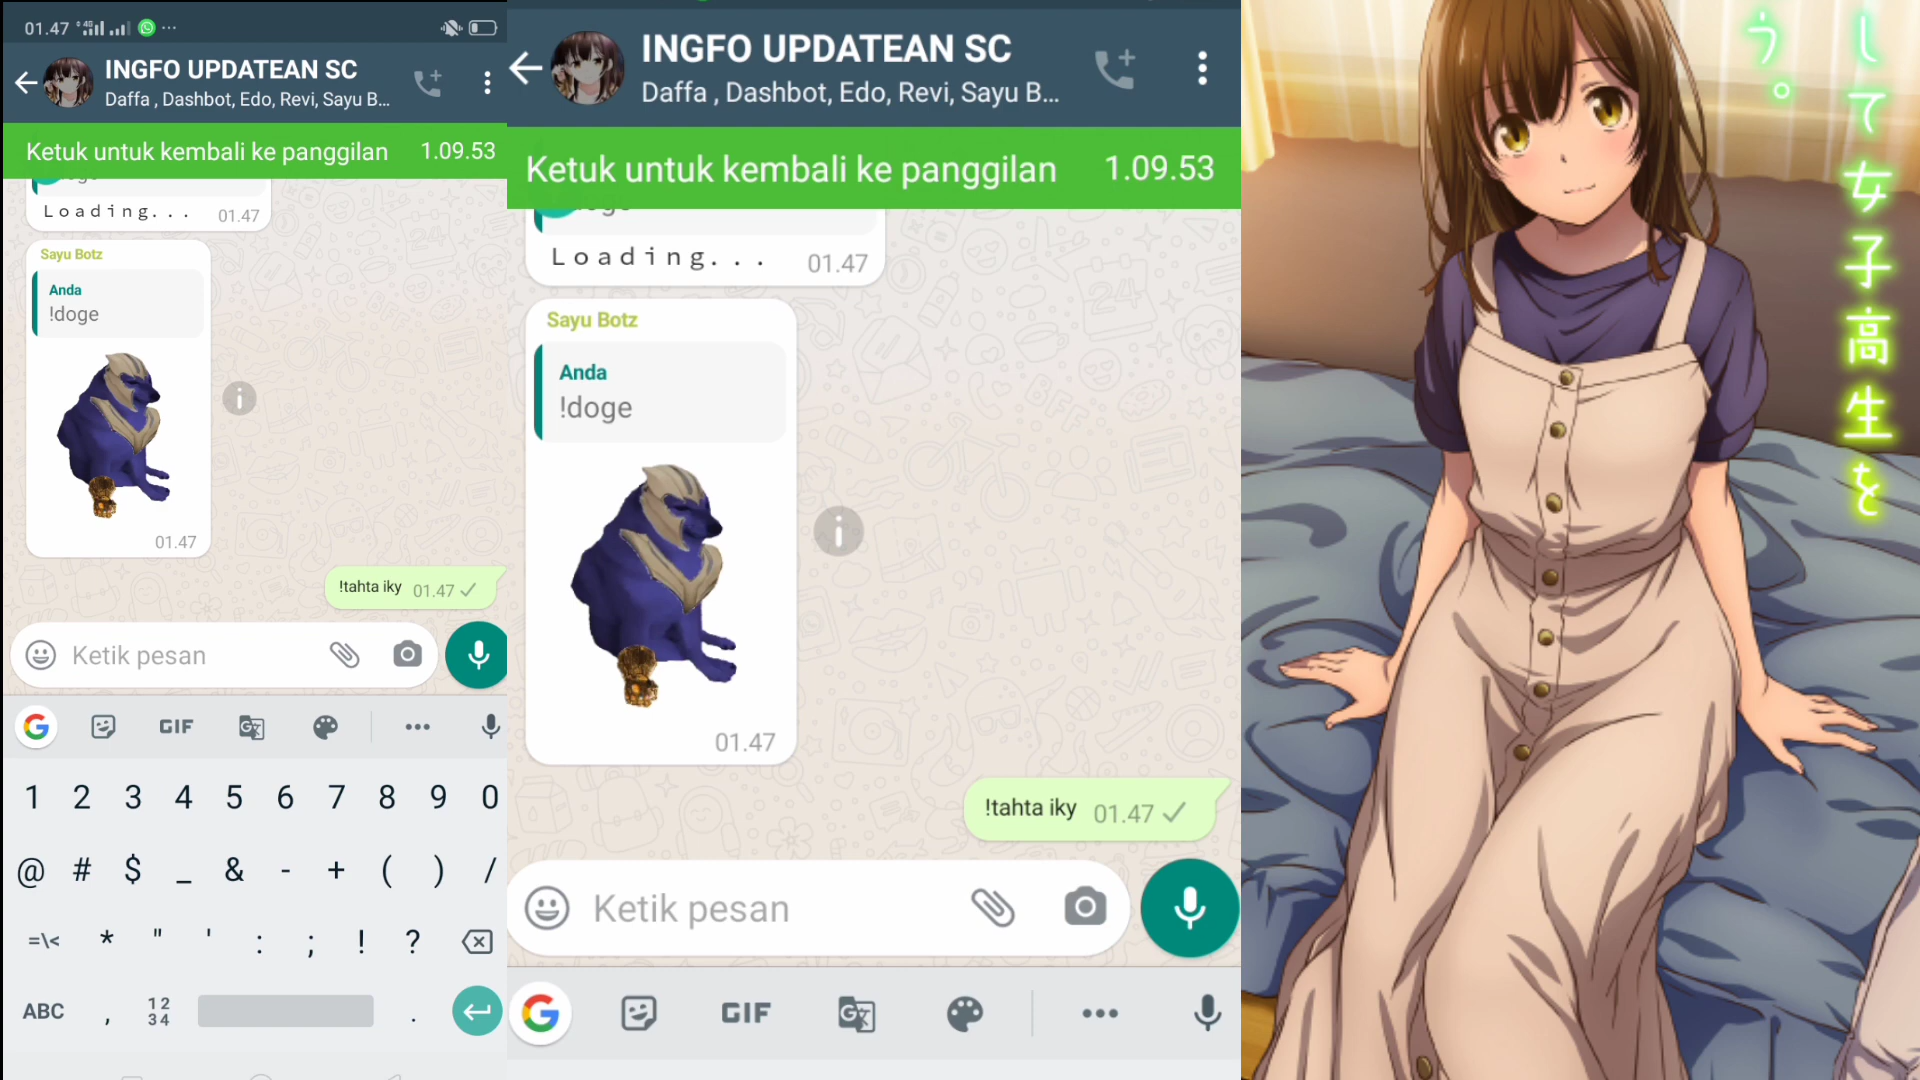 01.47
INGFO UPDATEAN SC
Daffa , Dashbot, Edo, Revi, Sayu B...
Ketuk untuk kembali ke panggilan 1.09.53
Loading... 01.47
Sayu Botz
Anda
!doge
01.47
!tahta iky 01.47
Ketik pesan
GIF
1 2 3 4 5 6 7 8 9 0
@ # $ _ & - + ( ) /
=\< * " ' : ; ! ?
ABC , 12 34 .
INGFO UPDATEAN SC
Daffa , Dashbot, Edo, Revi, Sayu B...
Ketuk untuk kembali ke panggilan 1.09.53
Loading... 01.47
Sayu Botz
Anda
!doge
01.47
!tahta iky 01.47
Ketik pesan
GIF
して女子高生を
う。